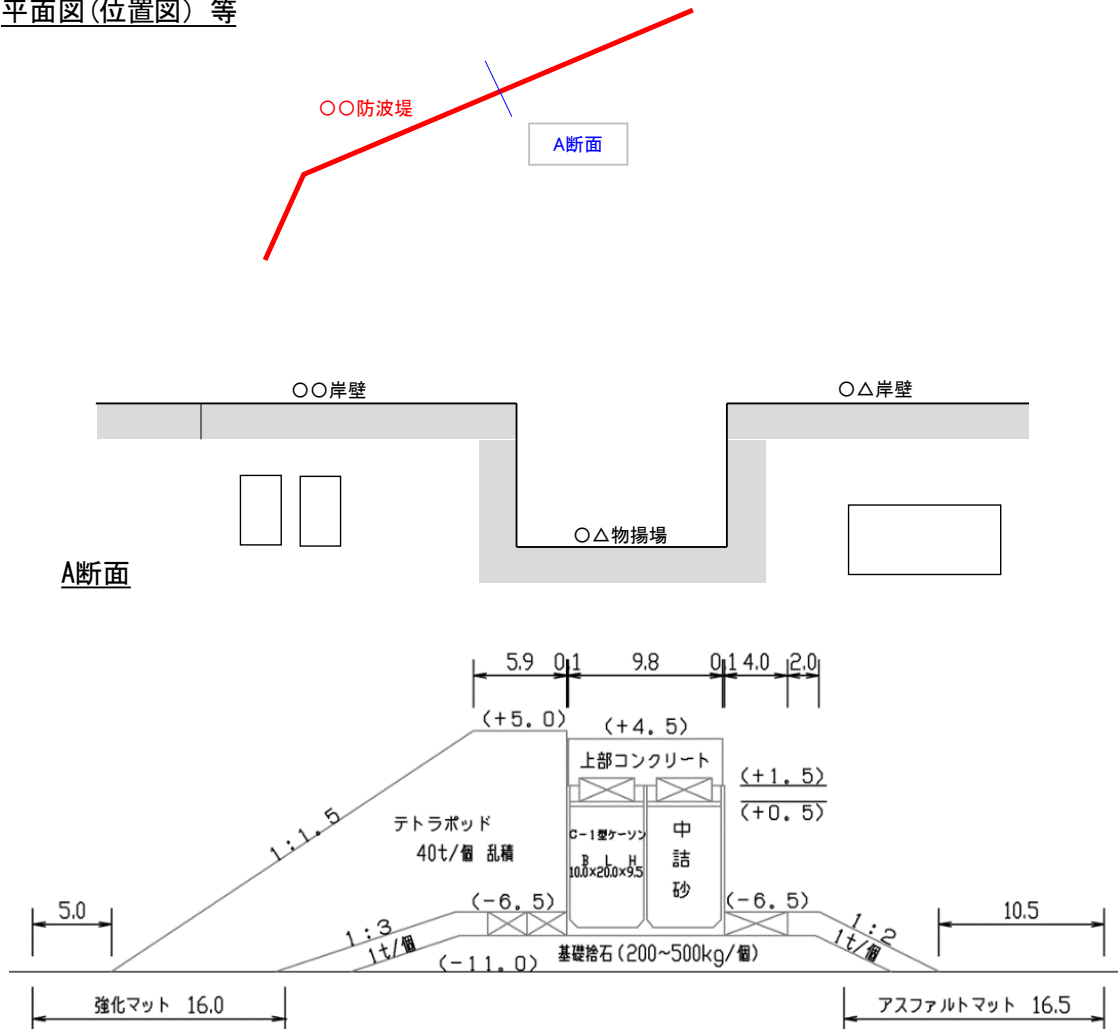 平面図(位置図) 等
○○防波堤
A断面
○○岸壁
○△岸壁
○△物揚場
A断面
5.9 0.1 9.8 0.1 4.0 2.0
(+5.0)
(+4.5)
上部コンクリート
(+1.5)
(+0.5)
1:1.5
テトラポッド
40t/個 乱積
C-1型ケーソン
B L H
10.0×20.0×9.5
中
詰
砂
(-6.5)
(-6.5)
5.0
10.5
1:3
1t/個
1:2
1t/個
基礎捨石(200~500kg/個)
(-11.0)
強化マット 16.0
アスファルトマット 16.5